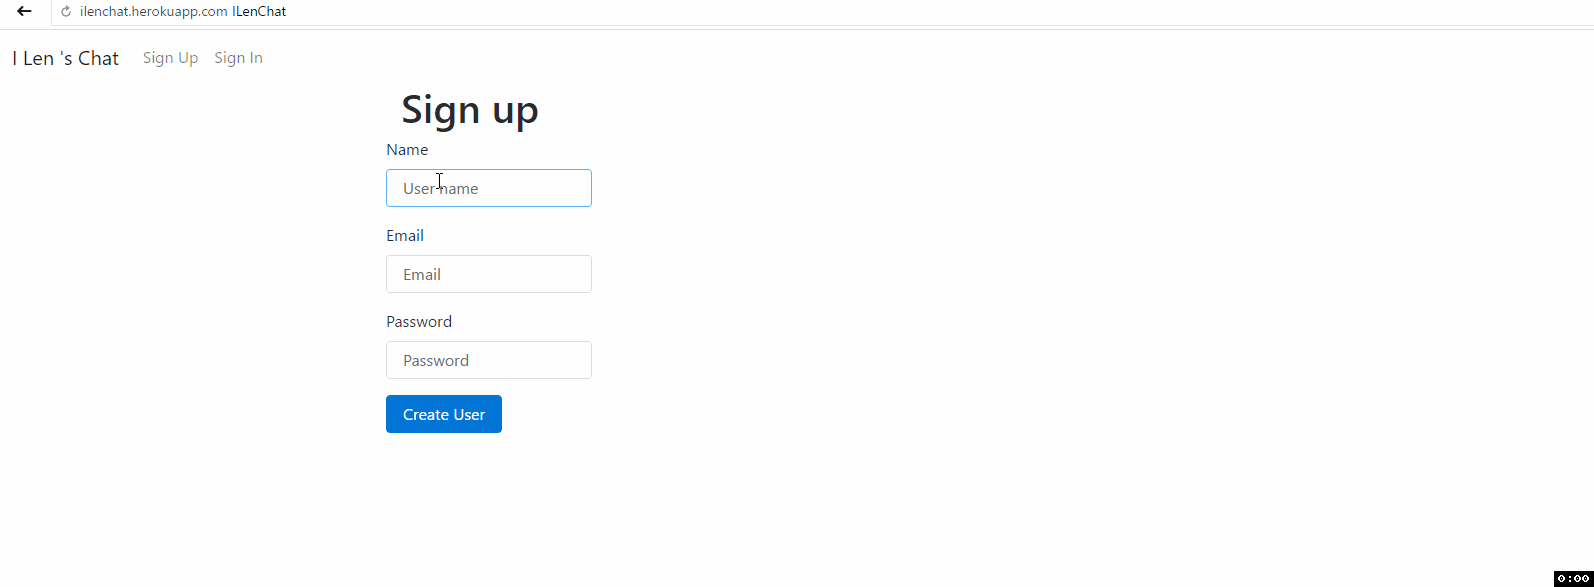 ilenchat.herokuapp.com ILenChat
I Len 's Chat Sign Up Sign In
Sign up
Name
User name
Email
Email
Password
Password
Create User
0:00